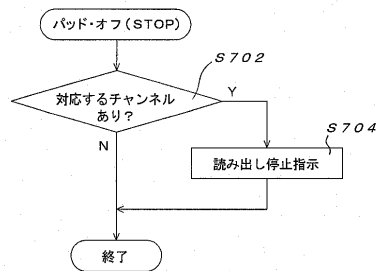 パッド・オフ(STOP)
S702
対応するチャンネル
あり?
Y
N
S704
読み出し停止指示
終了